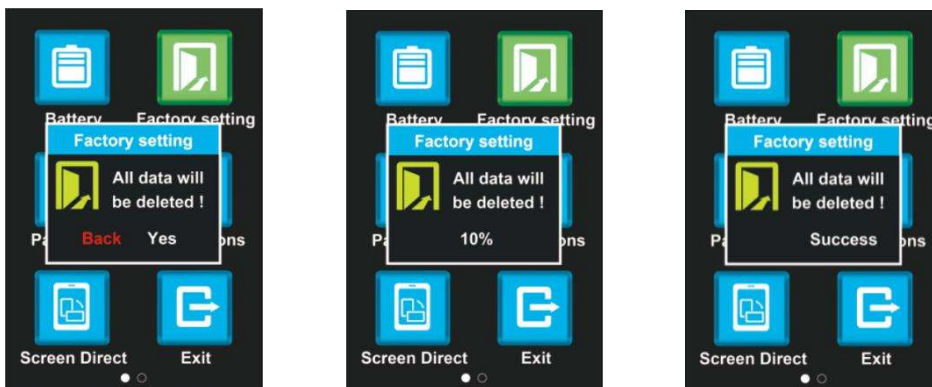 Battery Factory setting
Factory setting
All data will
be deleted !
Back Yes
Screen Direct Exit
Battery Factory setting
Factory setting
All data will
be deleted !
10%
Screen Direct Exit
Battery Factory setting
Factory setting
All data will
be deleted !
Success
Screen Direct Exit